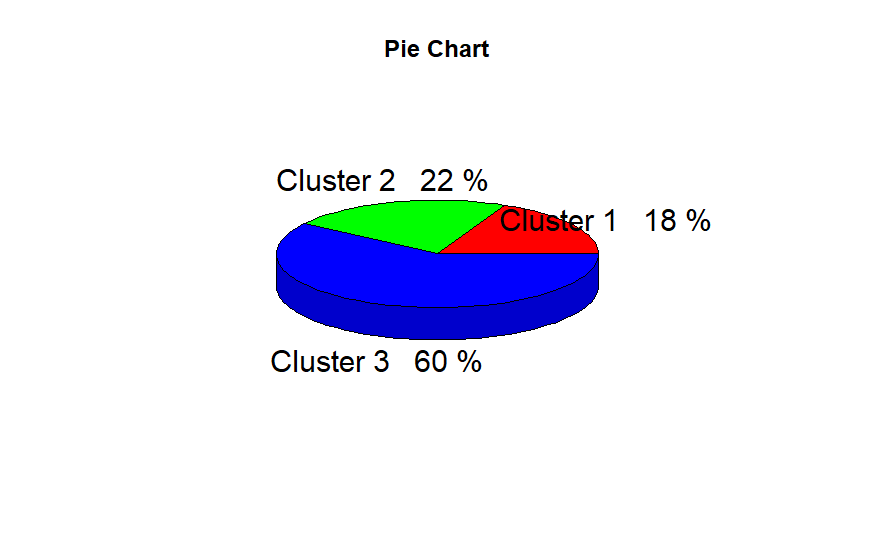 Pie Chart
Cluster 2 22 %
Cluster 1 18 %
Cluster 3 60 %